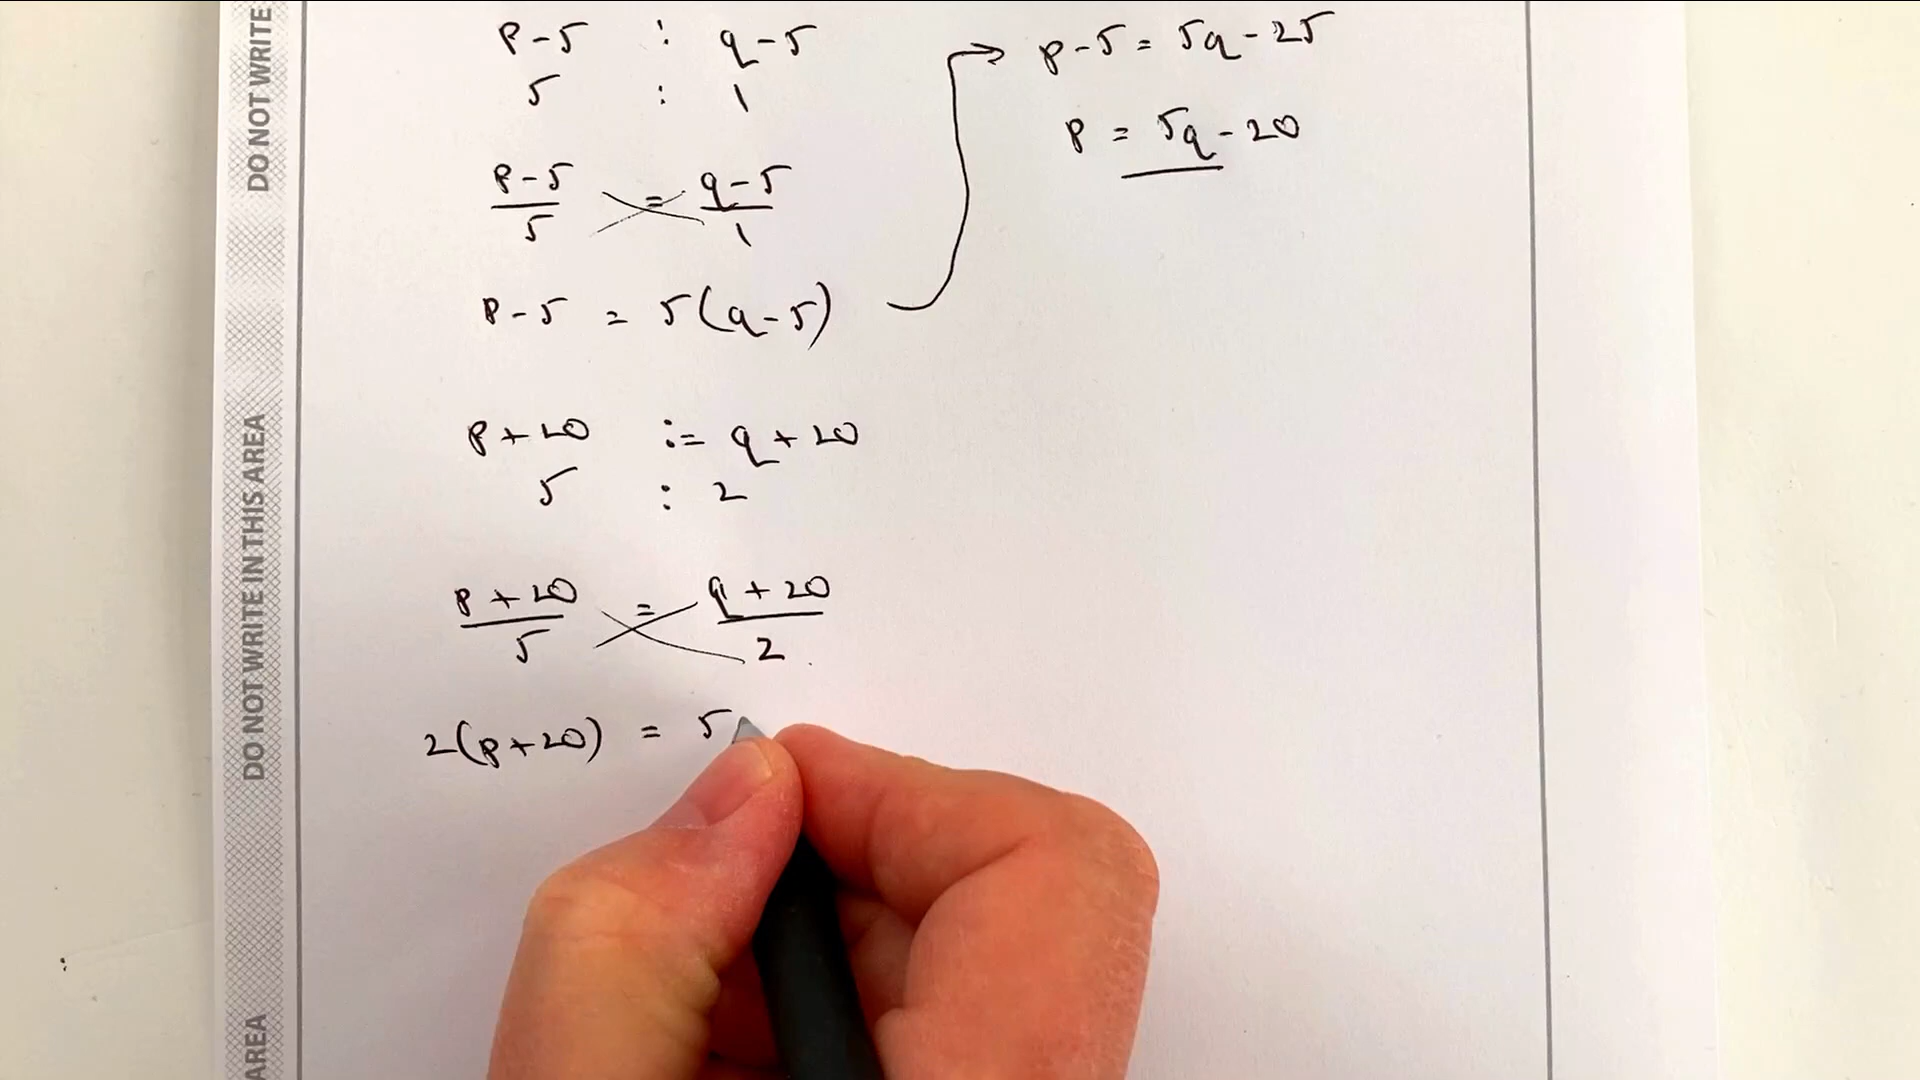 DO NOT WRITE
DO NOT WRITE IN THIS AREA
AREA
p - 5 : q - 5
5 : 1
p - 5 = q - 5
5 1
p - 5 = 5(q - 5)
p - 5 = 5q - 25
p = 5q - 20
p + 20 := q + 20
5 : 2
p + 20 = q + 20
5 2
2(p + 20) = 5